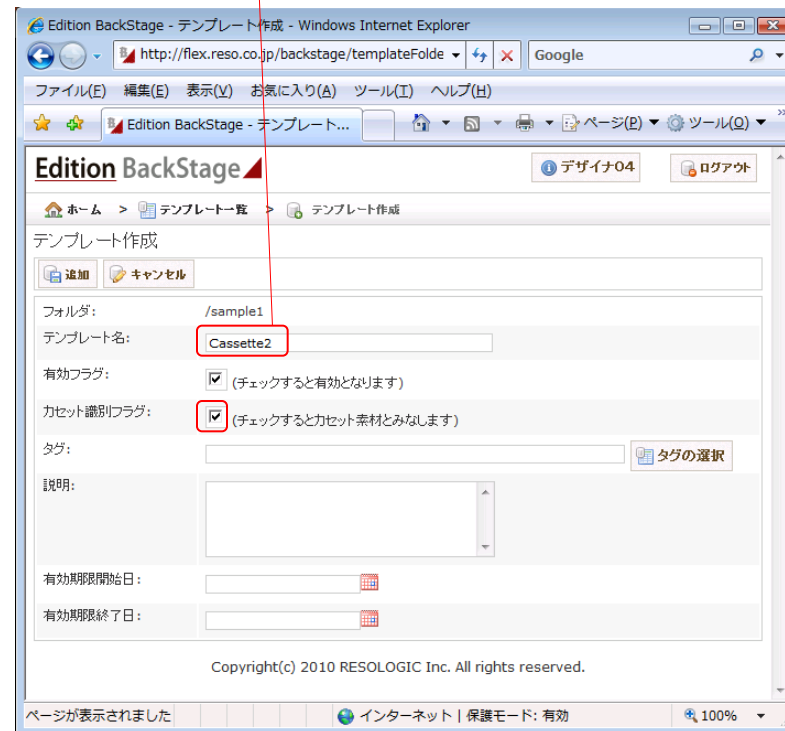 Edition BackStage - テンプレート作成 - Windows Internet Explorer
http://flex.reso.co.jp/backstage/templateFolde Google
ファイル(F) 編集(E) 表示(V) お気に入り(A) ツール(T) ヘルプ(H)
Edition BackStage - テンプレート... ページ(P) ツール(O) »
Edition BackStage デザイナ04 ログアウト
ホーム > テンプレート一覧 > テンプレート作成
テンプレート作成
追加 キャンセル
フォルダ: /sample1
テンプレート名: Cassette2
有効フラグ: (チェックすると有効となります)
カセット識別フラグ: (チェックするとカセット素材とみなします)
タグ: タグの選択
説明:
有効期限開始日:
有効期限終了日:
Copyright(c) 2010 RESOLOGIC Inc. All rights reserved.
ページが表示されました インターネット | 保護モード: 有効 100%